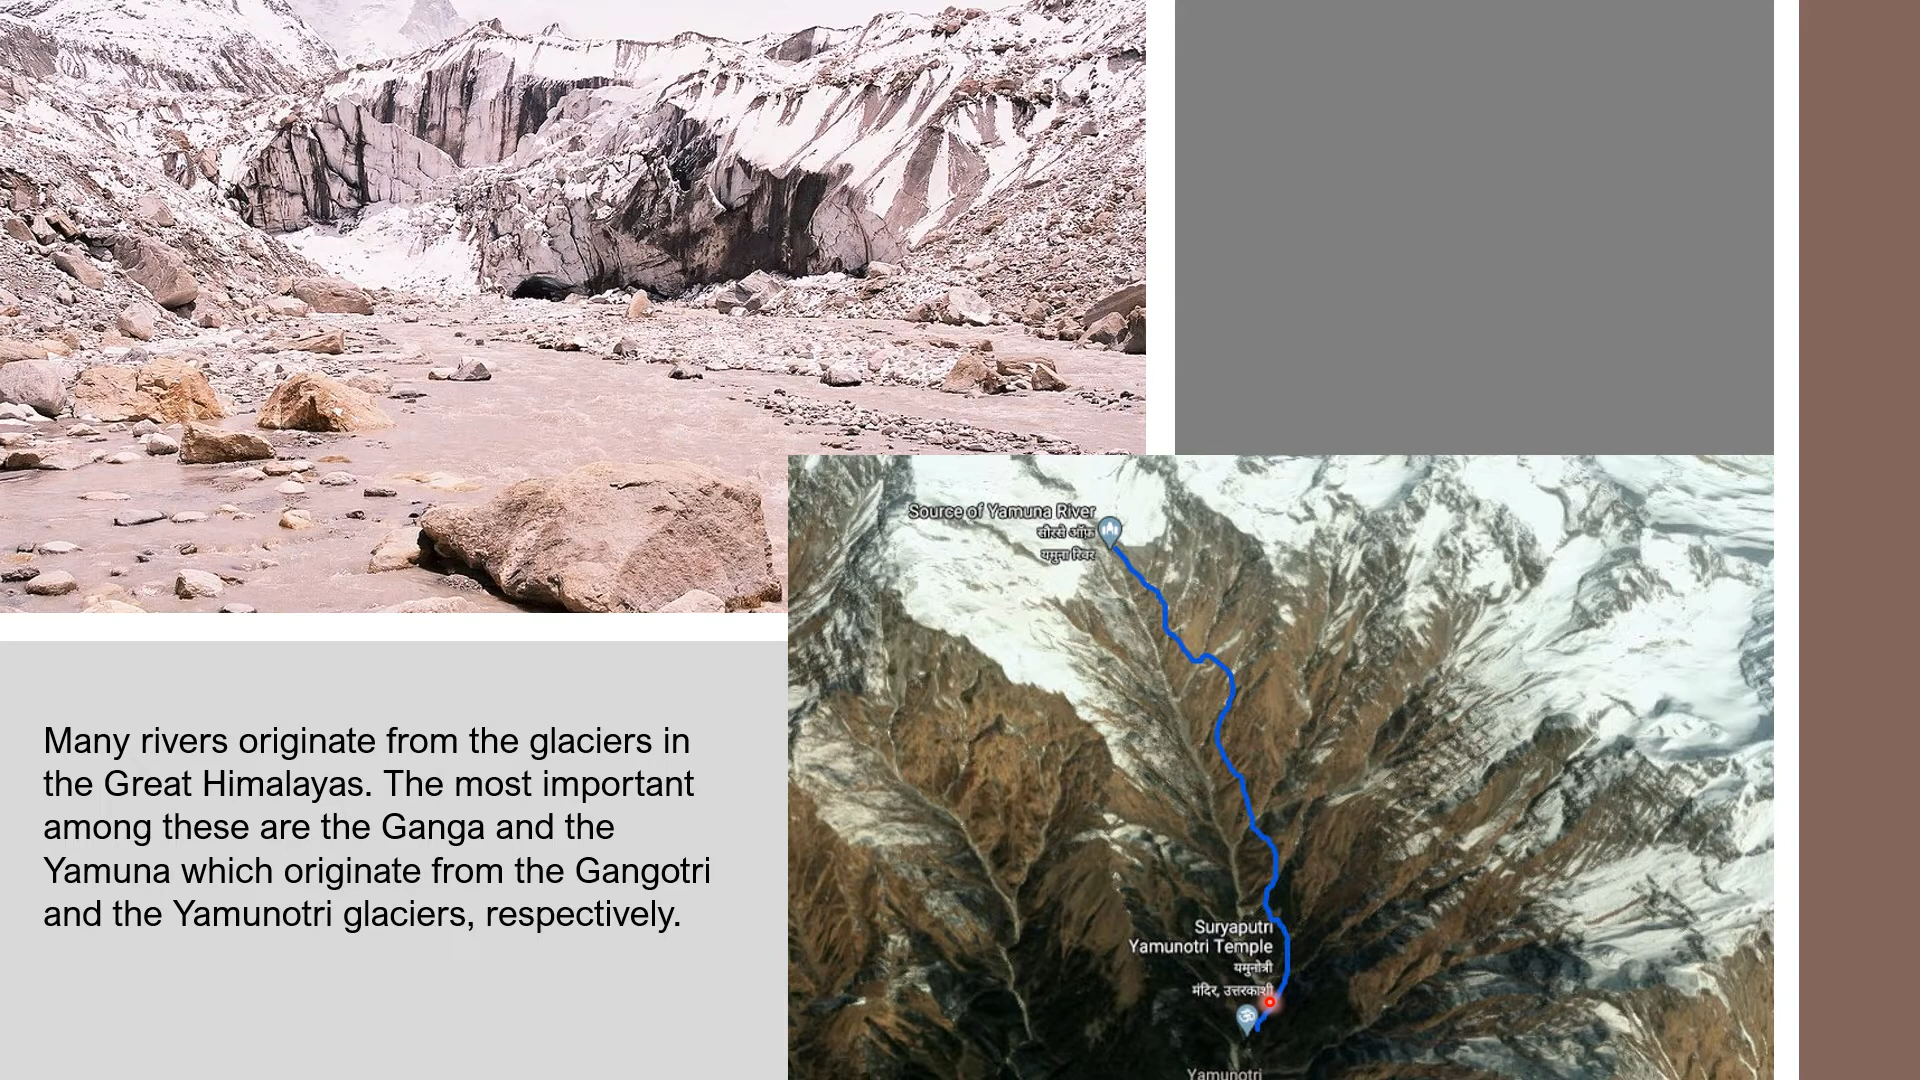 Source of Yamuna River
सोरसे ऑफ़
यमुना रिवर
Many rivers originate from the glaciers in
the Great Himalayas. The most important
among these are the Ganga and the
Yamuna which originate from the Gangotri
and the Yamunotri glaciers, respectively.
Suryaputri
Yamunotri Temple
यमुनोत्री
मंदिर, उत्तरकाशी
Yamunotri